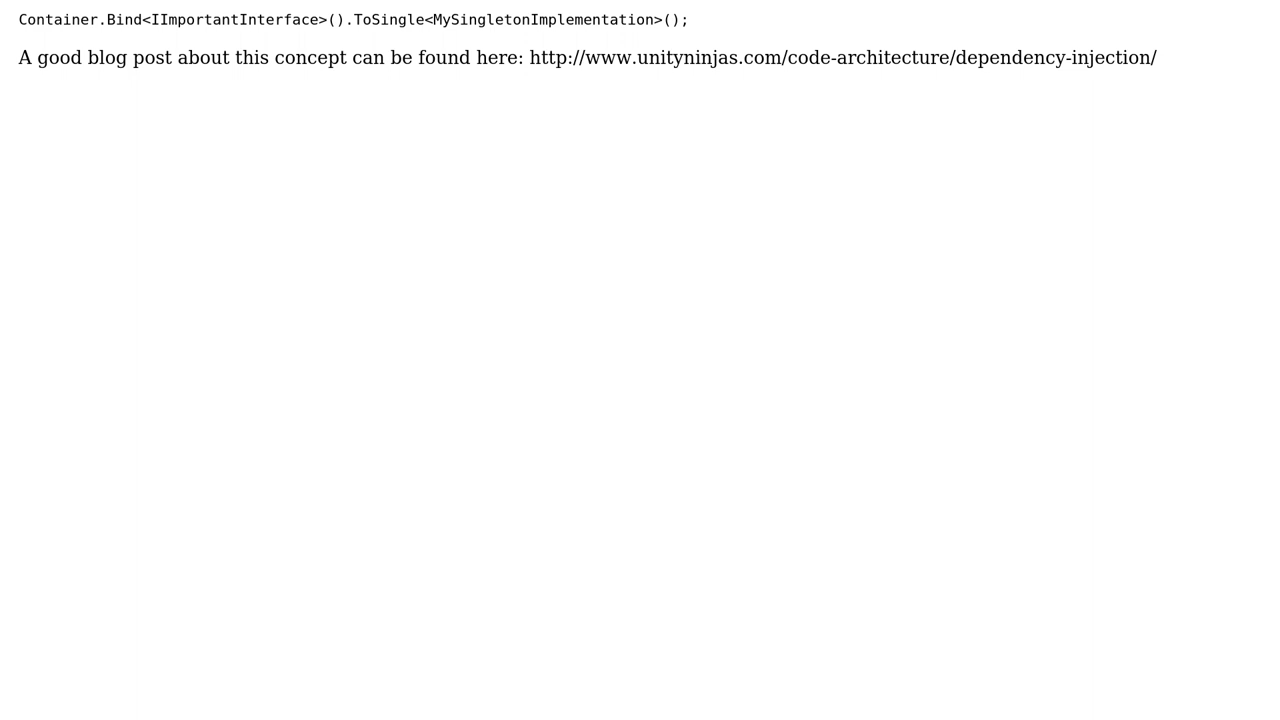 Container.Bind<IImportantInterface>().ToSingle<MySingletonImplementation>();
A good blog post about this concept can be found here: http://www.unityninjas.com/code-architecture/dependency-injection/